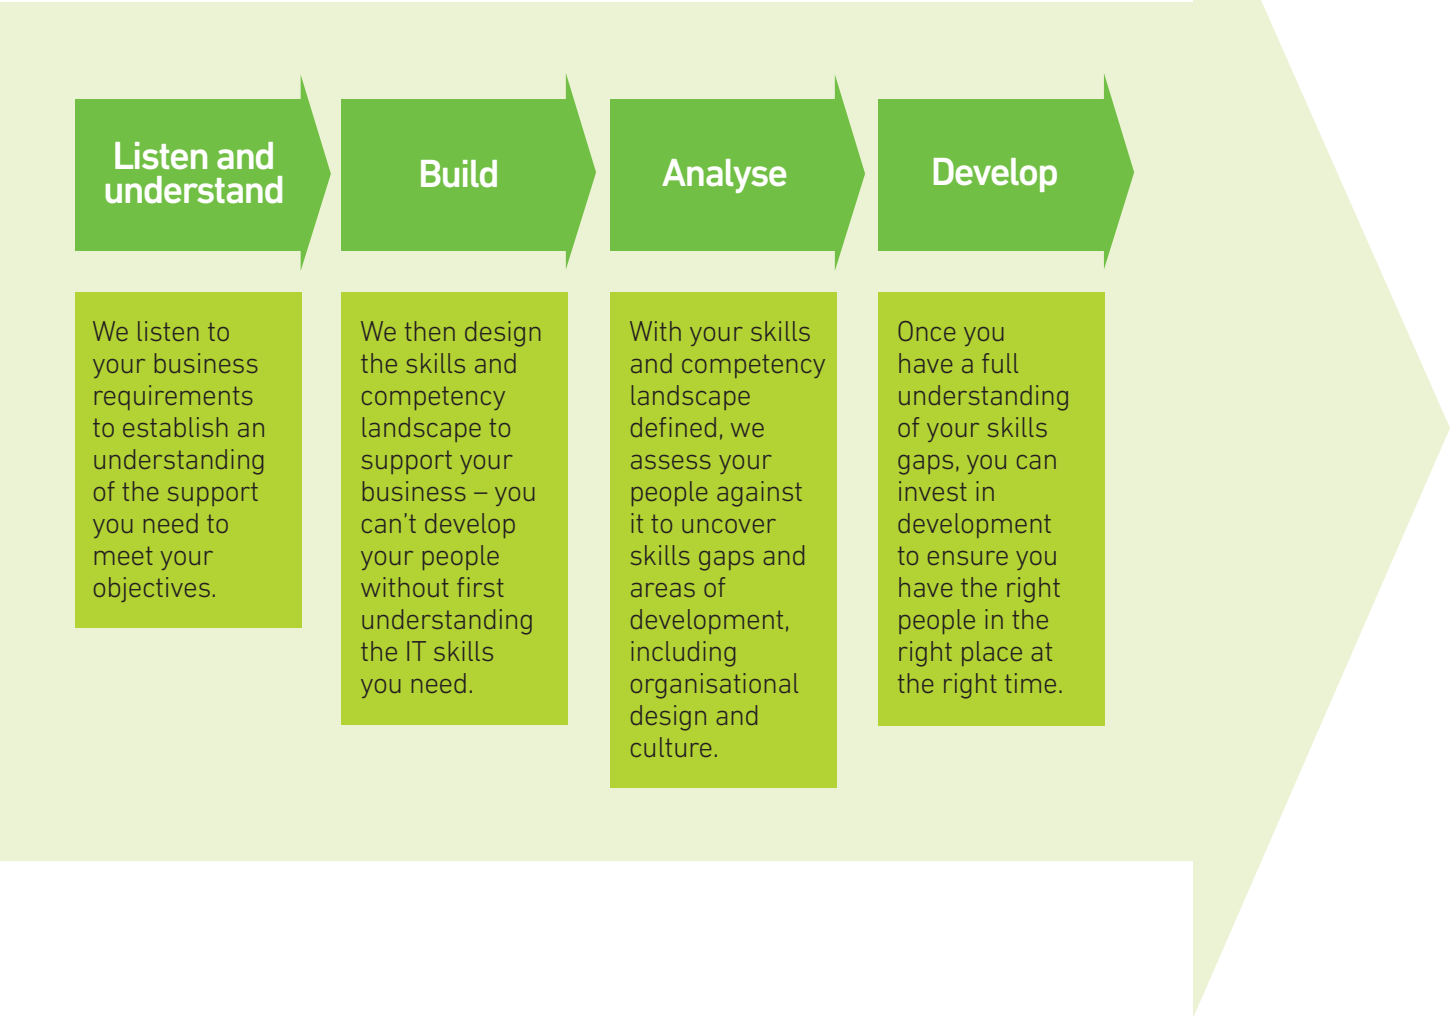 Listen and
understand
We listen to
your business
requirements
to establish an
understanding
of the support
you need to
meet your
objectives.
Build
We then design
the skills and
competency
landscape to
support your
business – you
can't develop
your people
without first
understanding
the IT skills
you need.
Analyse
With your skills
and competency
landscape
defined, we
assess your
people against
it to uncover
skills gaps and
areas of
development,
including
organisational
design and
culture.
Develop
Once you
have a full
understanding
of your skills
gaps, you can
invest in
development
to ensure you
have the right
people in the
right place at
the right time.